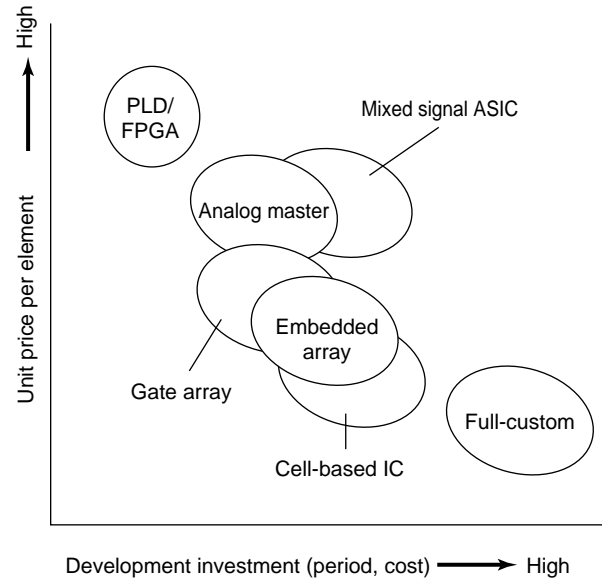 High
Unit price per element
PLD/
FPGA
Mixed signal ASIC
Analog master
Embedded
array
Gate array
Full-custom
Cell-based IC
Development investment (period, cost)
High